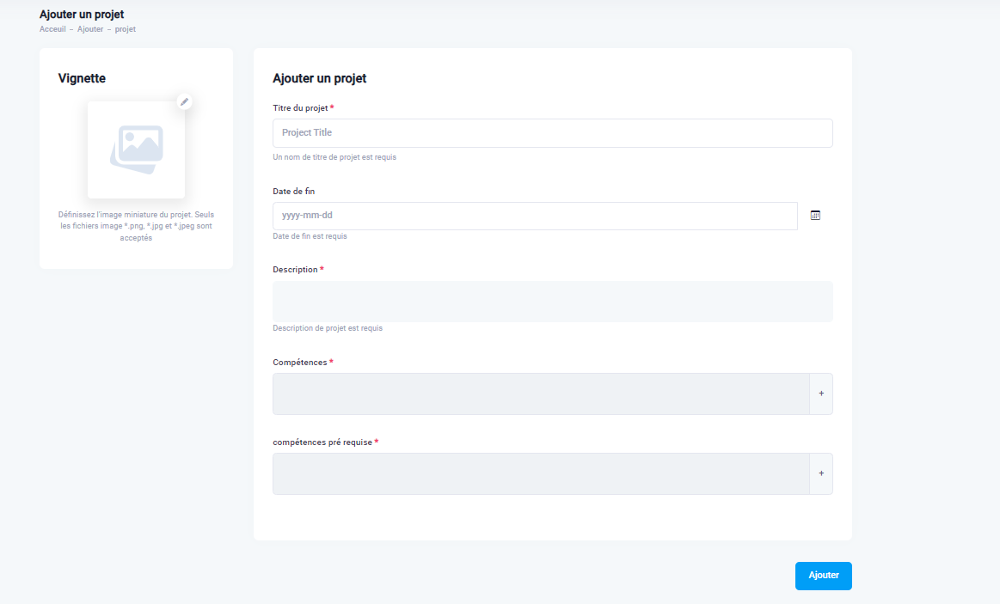 Ajouter un projet
Acceuil - Ajouter - projet
Vignette
Définissez l'image miniature du projet. Seuls
les fichiers image *.png, *.jpg et *.jpeg sont
acceptés
Ajouter un projet
Titre du projet *
Project Title
Un nom de titre de projet est requis
Date de fin
yyyy-mm-dd
Date de fin est requis
Description *
Description de projet est requis
Compétences *
+
compétences pré requise *
+
Ajouter